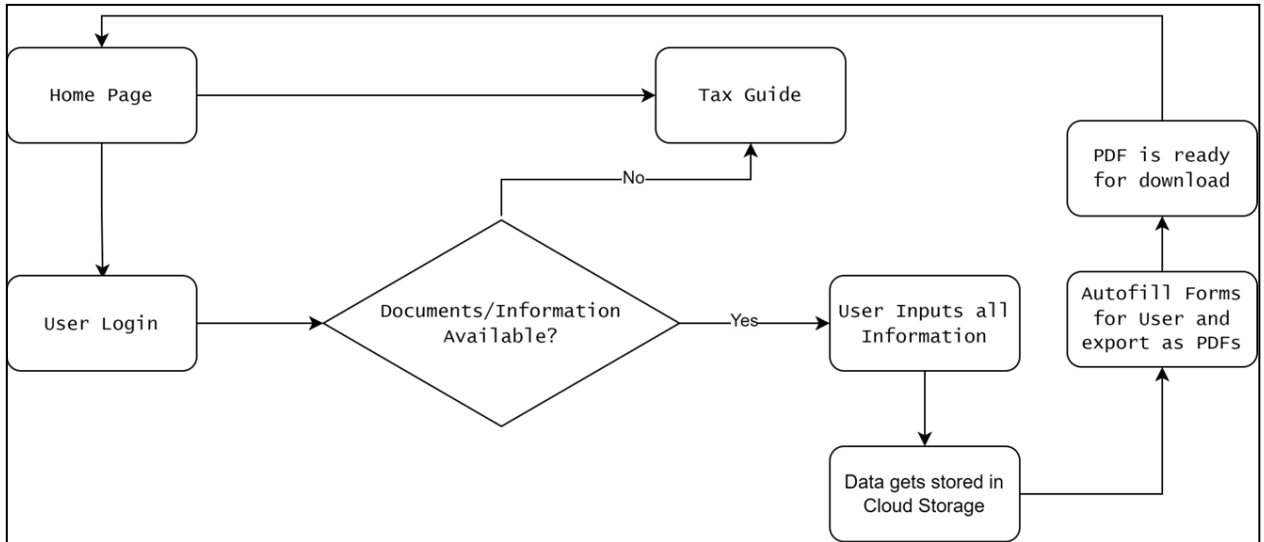 Home Page
Tax Guide
PDF is ready
for download
No
User Login
Documents/Information
Available?
Yes
User Inputs all
Information
Autofill Forms
for User and
export as PDFs
Data gets stored in
Cloud Storage